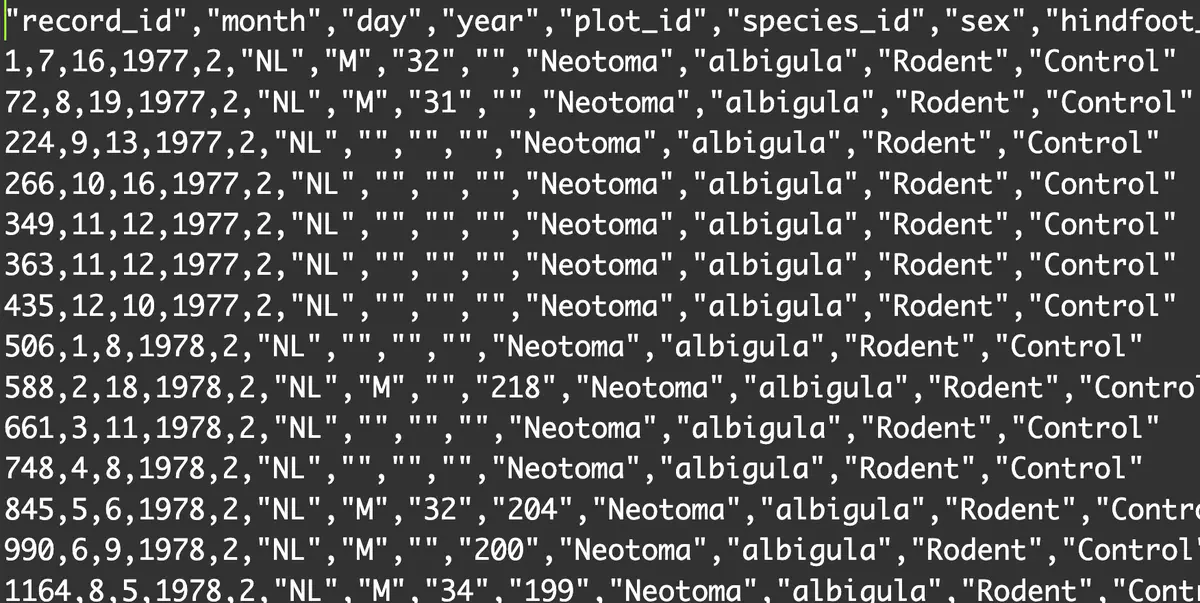 "record_id","month","day","year","plot_id","species_id","sex","hindfoot_
1,7,16,1977,2,"NL","M","32","","Neotoma","albigula","Rodent","Control"
72,8,19,1977,2,"NL","M","31","","Neotoma","albigula","Rodent","Control"
224,9,13,1977,2,"NL","","","","Neotoma","albigula","Rodent","Control"
266,10,16,1977,2,"NL","","","","Neotoma","albigula","Rodent","Control"
349,11,12,1977,2,"NL","","","","Neotoma","albigula","Rodent","Control"
363,11,12,1977,2,"NL","","","","Neotoma","albigula","Rodent","Control"
435,12,10,1977,2,"NL","","","","Neotoma","albigula","Rodent","Control"
506,1,8,1978,2,"NL","","","","Neotoma","albigula","Rodent","Control"
588,2,18,1978,2,"NL","M","","218","Neotoma","albigula","Rodent","Contro
661,3,11,1978,2,"NL","","","","Neotoma","albigula","Rodent","Control"
748,4,8,1978,2,"NL","","","","Neotoma","albigula","Rodent","Control"
845,5,6,1978,2,"NL","M","32","204","Neotoma","albigula","Rodent","Contro
990,6,9,1978,2,"NL","M","","200","Neotoma","albigula","Rodent","Control"
1164,8,5,1978,2,"NL","M","34","199","Neotoma","albigula","Rodent","Cont